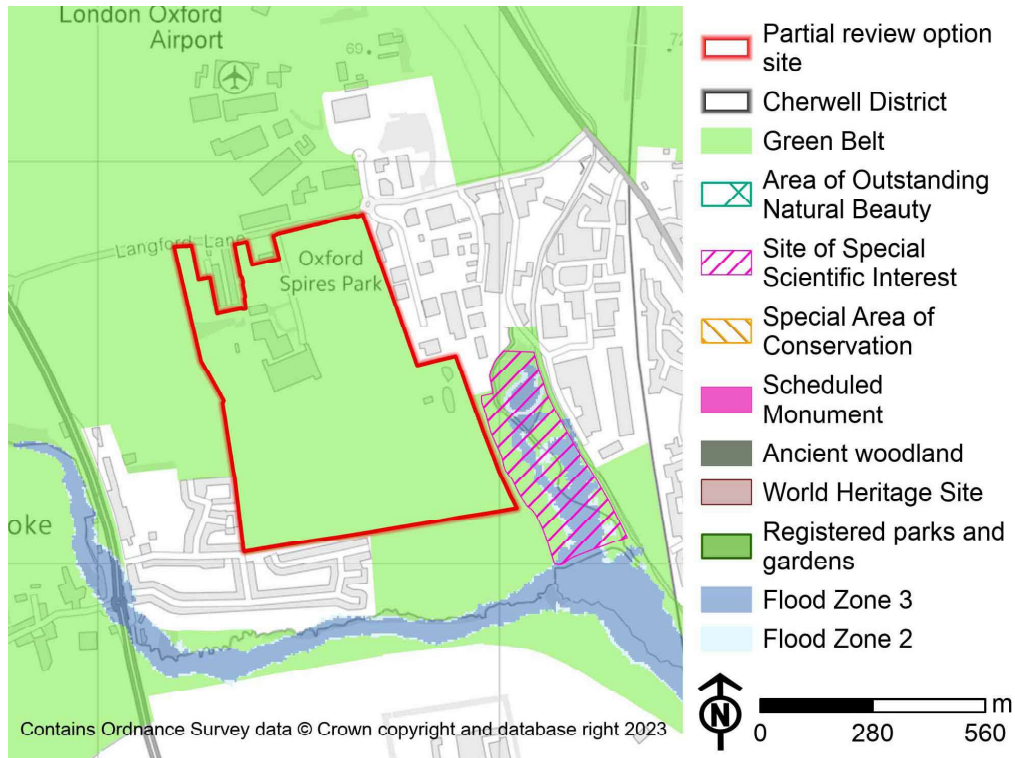 London Oxford
Airport
69
72
Langford Lane
Oxford
Spires Park
oke
Contains Ordnance Survey data © Crown copyright and database right 2023
Partial review option
site
Cherwell District
Green Belt
Area of Outstanding
Natural Beauty
Site of Special
Scientific Interest
Special Area of
Conservation
Scheduled
Monument
Ancient woodland
World Heritage Site
Registered parks and
gardens
Flood Zone 3
Flood Zone 2
N
m
0 280 560